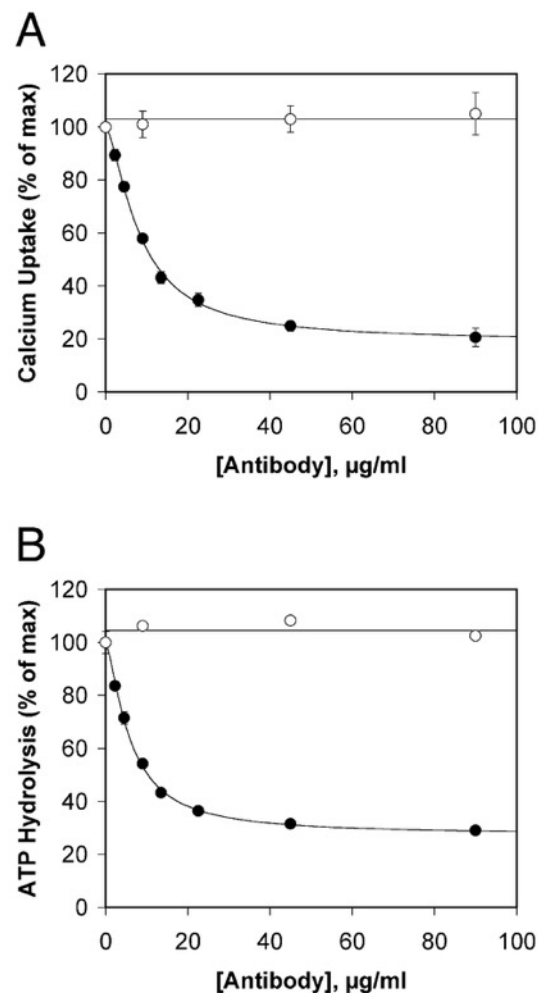 A
120
100
80
60
40
20
0
Calcium Uptake (% of max)
0 20 40 60 80 100
[Antibody], µg/ml
B
120
100
80
60
40
20
0
ATP Hydrolysis (% of max)
0 20 40 60 80 100
[Antibody], µg/ml